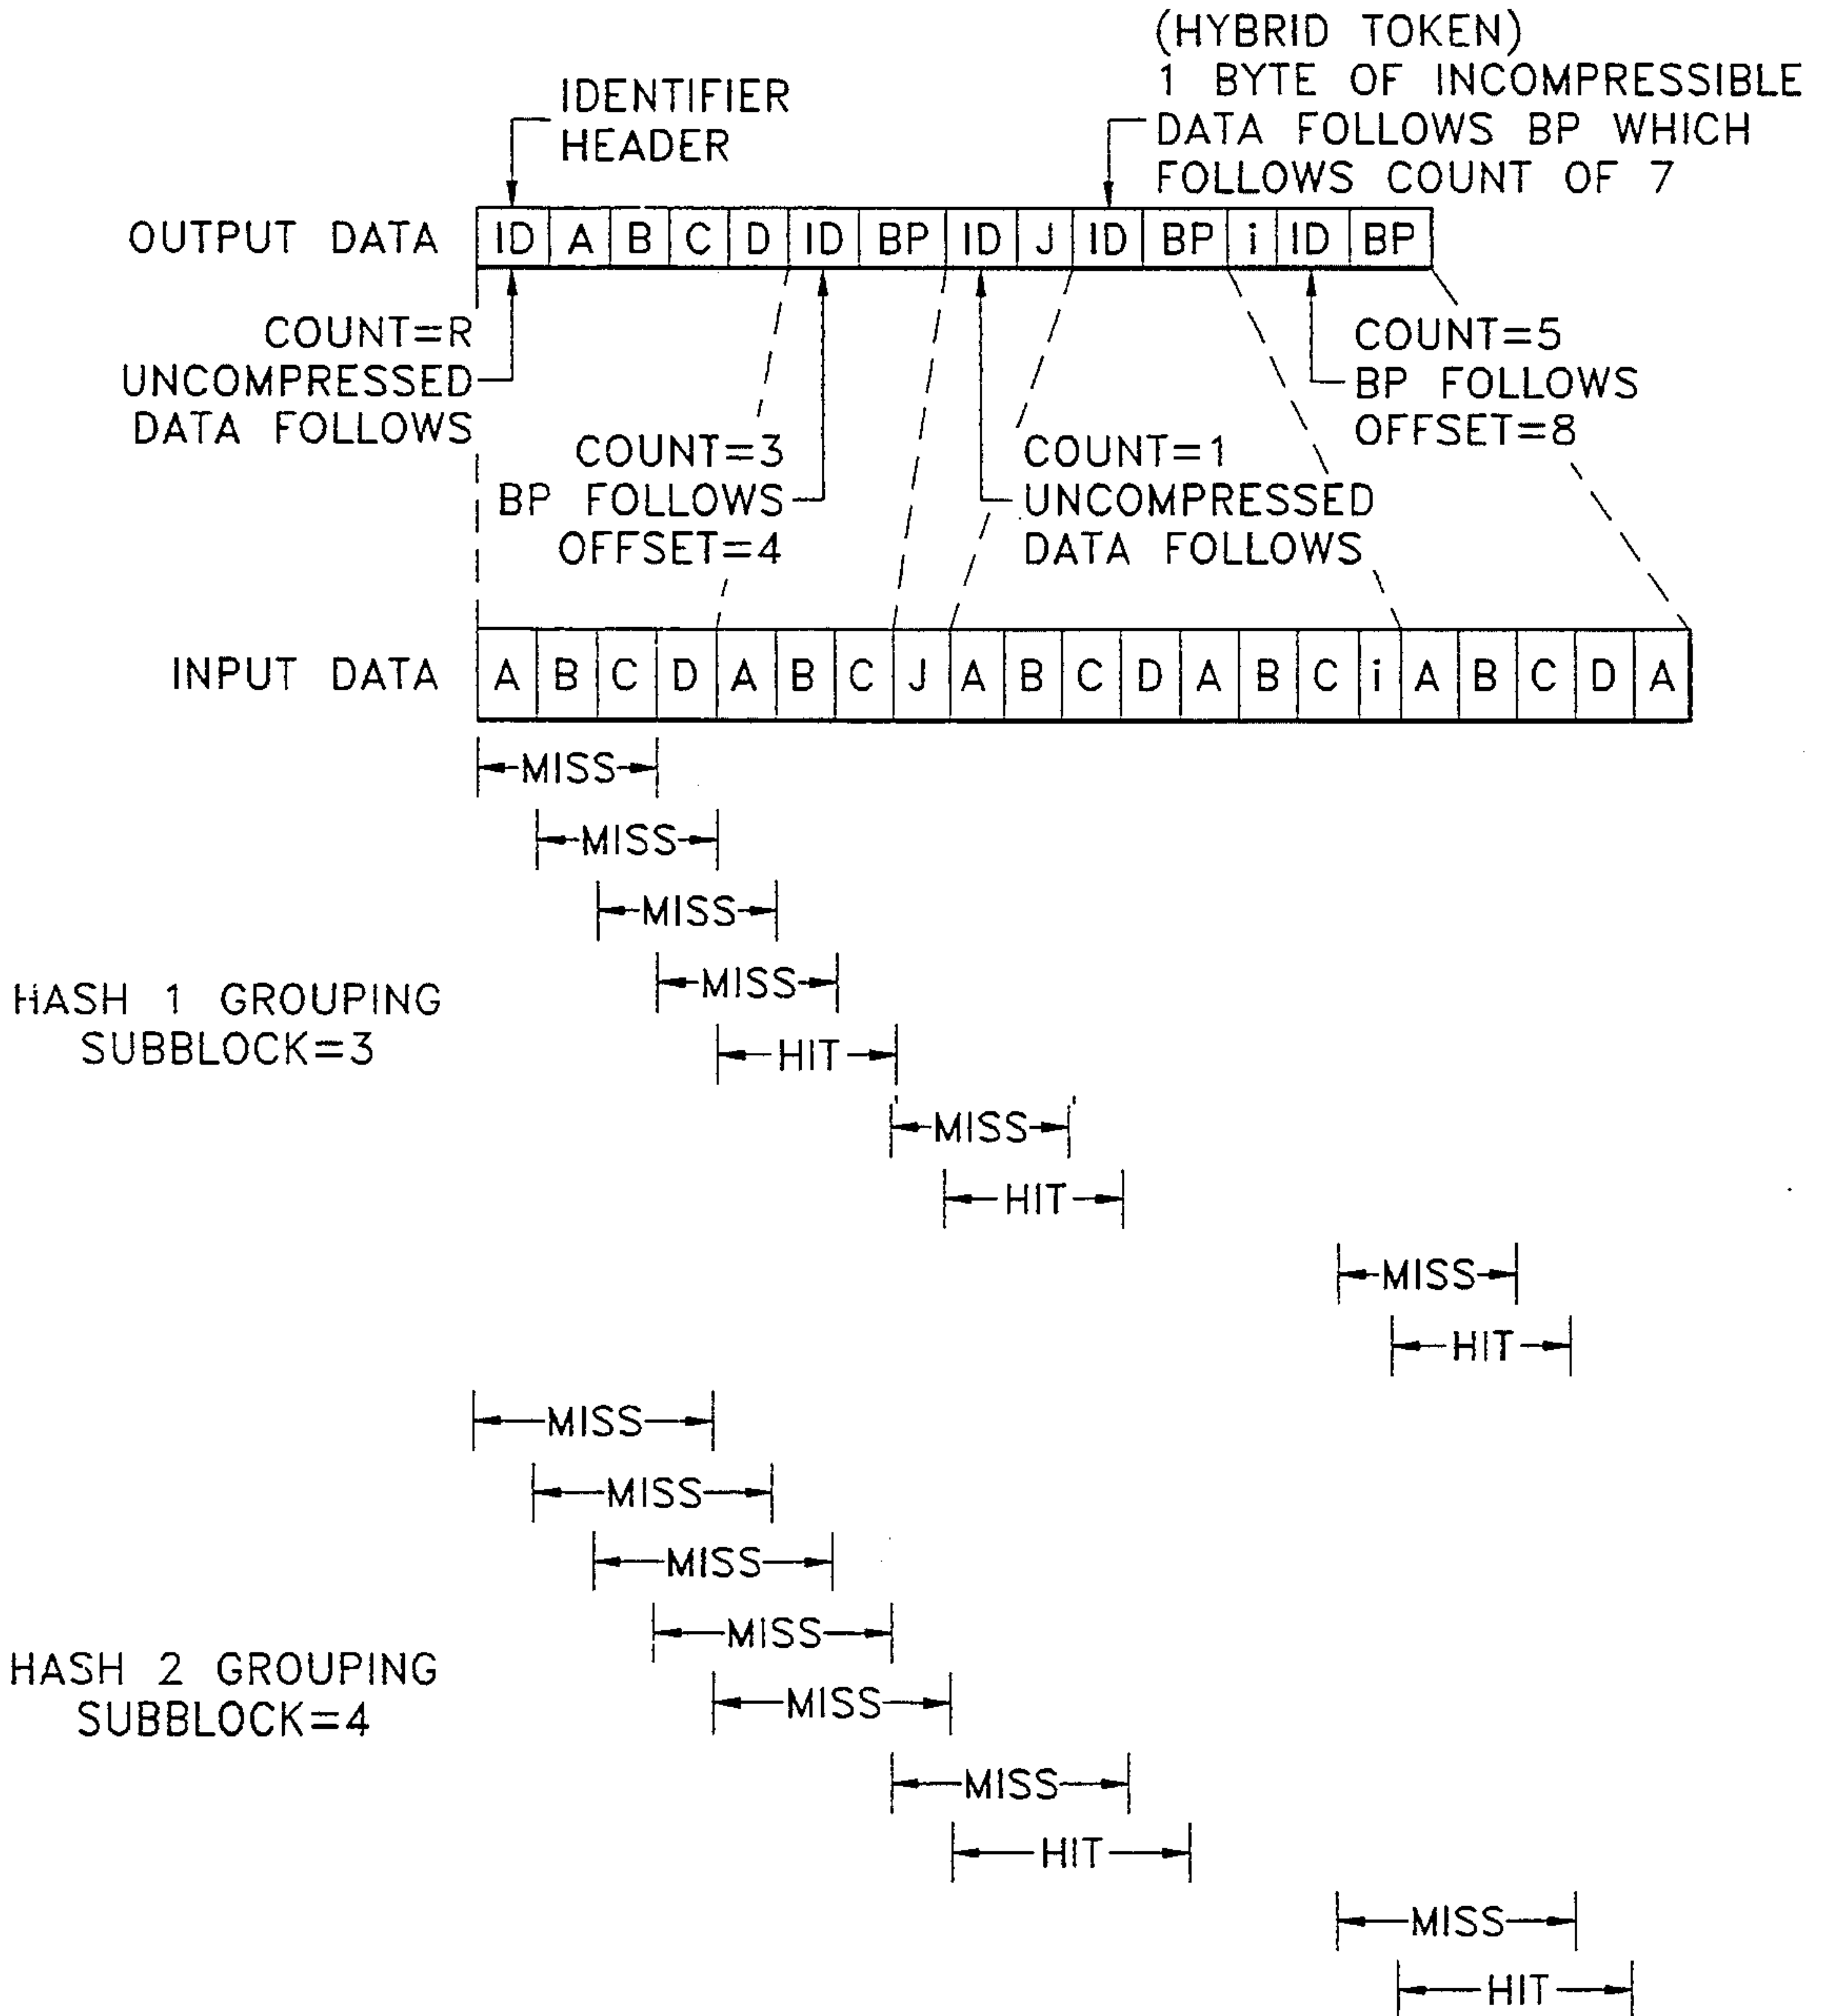 (HYBRID TOKEN)
1 BYTE OF INCOMPRESSIBLE
DATA FOLLOWS BP WHICH
FOLLOWS COUNT OF 7
IDENTIFIER
HEADER
OUTPUT DATA ID A B C D ID BP ID J ID BP i ID BP
COUNT=R
UNCOMPRESSED
DATA FOLLOWS
COUNT=3
BP FOLLOWS
OFFSET=4
COUNT=1
UNCOMPRESSED
DATA FOLLOWS
COUNT=5
BP FOLLOWS
OFFSET=8
INPUT DATA A B C D A B C J A B C D A B C i A B C D A
MISS
MISS
MISS
MISS
HIT
MISS
HIT
MISS
HIT
HASH 1 GROUPING
SUBBLOCK=3
MISS
MISS
MISS
MISS
MISS
MISS
HIT
MISS
HIT
HASH 2 GROUPING
SUBBLOCK=4